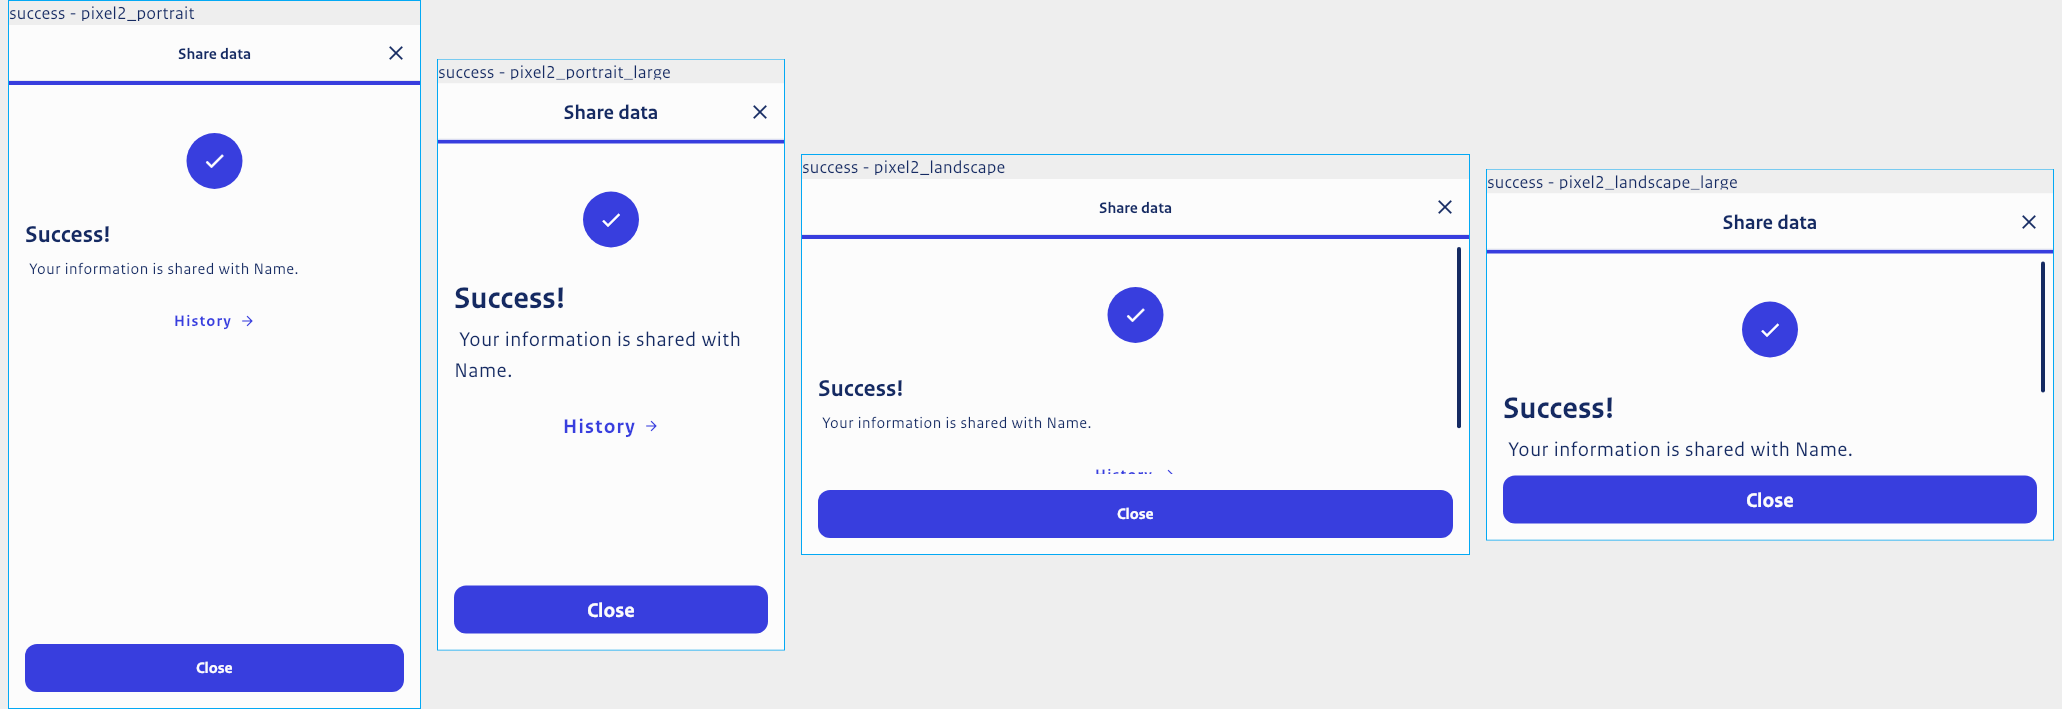 success - pixel2_portrait
Share data
Success!
Your information is shared with Name.
History
Close
success - pixel2_portrait_large
Share data
Success!
Your information is shared with
Name.
History
Close
success - pixel2_landscape
Share data
Success!
Your information is shared with Name.
History
Close
success - pixel2_landscape_large
Share data
Success!
Your information is shared with Name.
Close